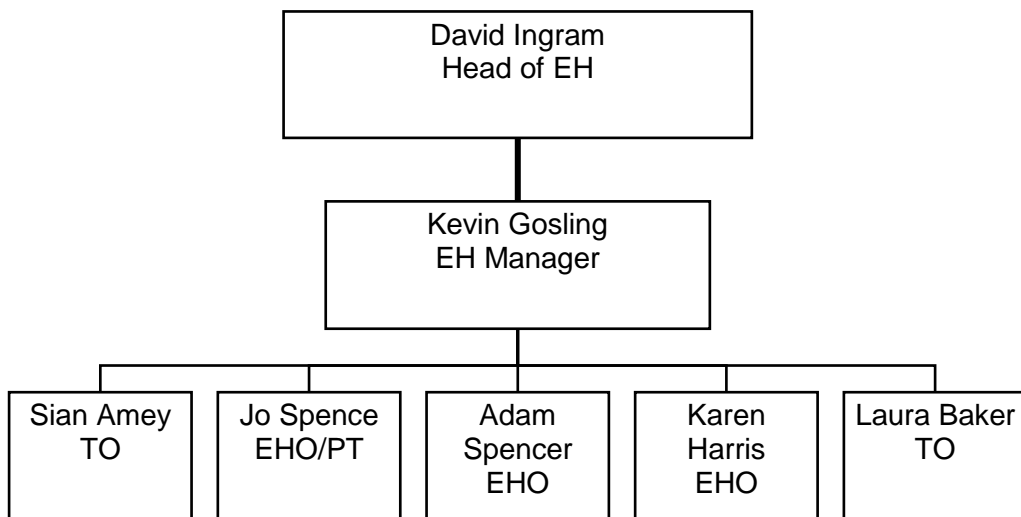 David Ingram
Head of EH
Kevin Gosling
EH Manager
Sian Amey
TO
Jo Spence
EHO/PT
Adam
Spencer
EHO
Karen
Harris
EHO
Laura Baker
TO